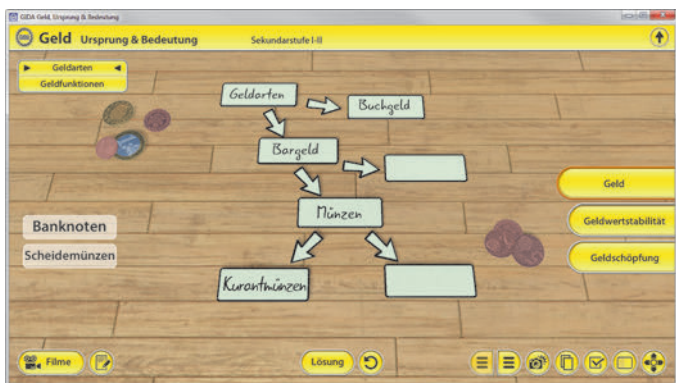 GIDA Geld, Ursprung & Bedeutung
Geld Ursprung & Bedeutung Sekundarstufe I-II
Geldarten
Geldfunktionen
Geldarten
Buchgeld
Bargeld
Münzen
Kurantmünzen
Banknoten
Scheidemünzen
Geld
Geldwertstabilität
Geldschöpfung
Filme
Lösung